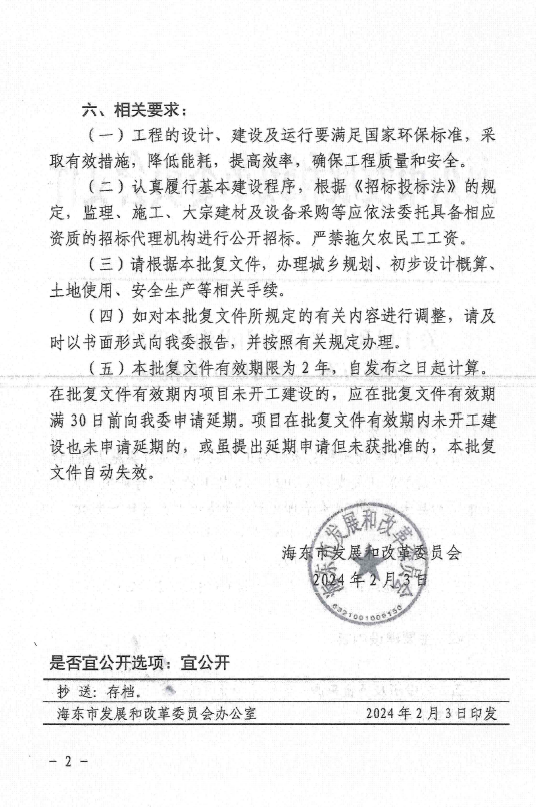 六、相关要求：
（一）工程的设计、建设及运行要满足国家环保标准，采
取有效措施，降低能耗，提高效率，确保工程质量和安全。
（二）认真履行基本建设程序，根据《招标投标法》的规
定，监理、施工、大宗建材及设备采购等应依法委托具备相应
资质的招标代理机构进行公开招标。严禁拖欠农民工工资。
（三）请根据本批复文件，办理城乡规划、初步设计概算、
土地使用、安全生产等相关手续。
（四）如对本批复文件所规定的有关内容进行调整，请及
时以书面形式向我委报告，并按照有关规定办理。
（五）本批复文件有效期限为2年，自发布之日起计算。
在批复文件有效期内项目未开工建设的，应在批复文件有效期
满30日前向我委申请延期。项目在批复文件有效期内未开工建
设也未申请延期的，或虽提出延期申请但未获批准的，本批复
文件自动失效。
海东市发展和改革委员会
2024年2月3日
海东市发展和改革委员会
6321001006150
是否宜公开选项：宜公开
抄送：存档。
海东市发展和改革委员会办公室 2024年2月3日印发
- 2 -